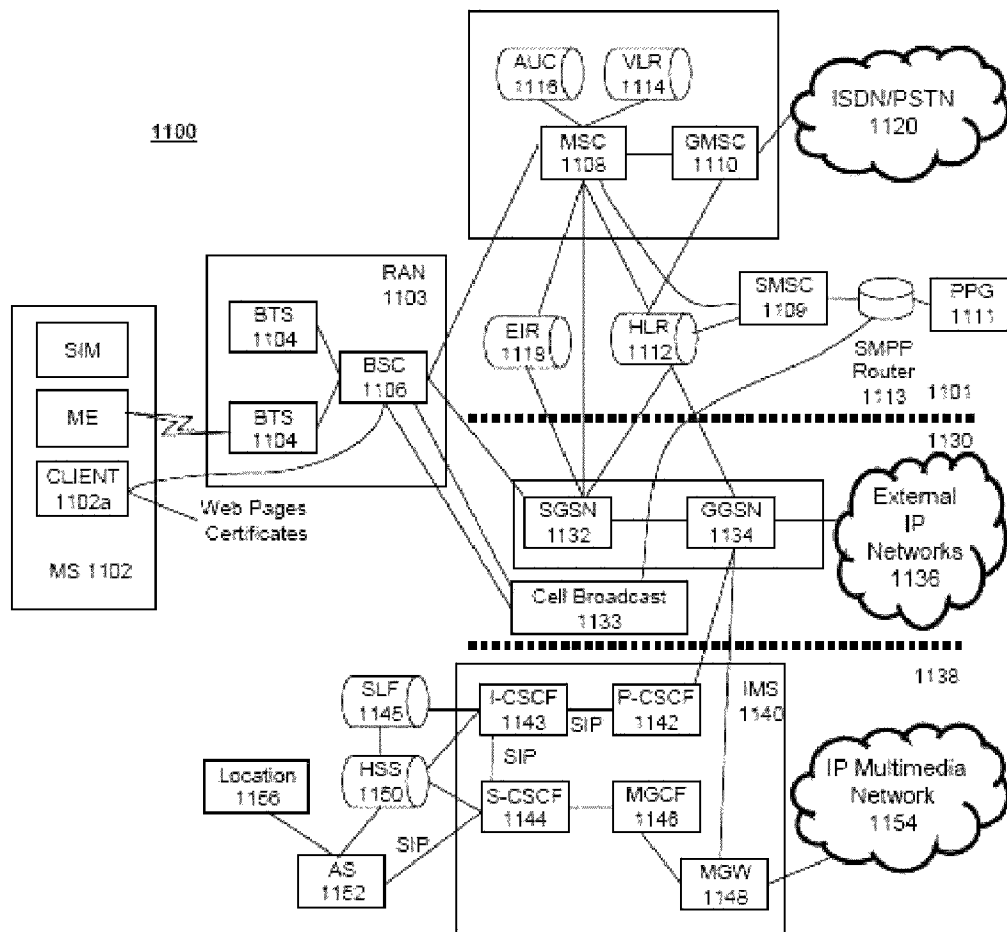 1100
AUC
1116
VLR
1114
MSC
1108
GMSC
1110
ISDN/PSTN
1120
RAN
1103
BTS
1104
BSC
1106
BTS
1104
SIM
ME
CLIENT
1102a
MS 1102
Web Pages
Certificates
EIR
1118
HLR
1112
SMSC
1109
SMPP
Router
1113
PPG
1111
1101
1130
SGSN
1132
GGSN
1134
External
IP
Networks
1136
Cell Broadcast
1133
1138
SLF
1145
I-CSCF
1143
SIP
P-CSCF
1142
IMS
1140
SIP
Location
1156
HSS
1150
S-CSCF
1144
MGCF
1146
IP Multimedia
Network
1154
SIP
AS
1152
MGW
1148